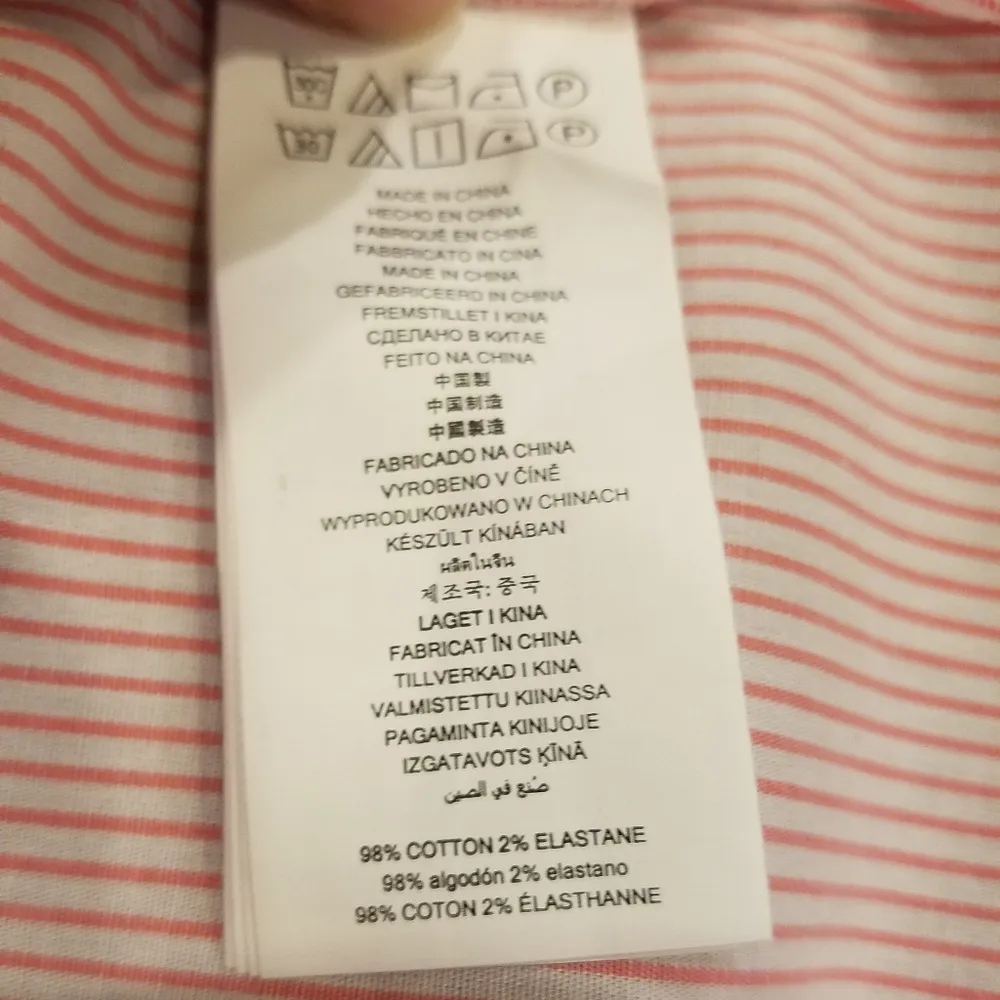 30C P
30 P
MADE IN CHINA
HECHO EN CHINA
FABRIQUÉ EN CHINE
FABBRICATO IN CINA
MADE IN CHINA
GEFABRICEERD IN CHINA
FREMSTILLET I KINA
СДЕЛАНО В КИТАЕ
FEITO NA CHINA
中国製
中国制造
中國製造
FABRICADO NA CHINA
VYROBENO V ČÍNĚ
WYPRODUKOWANO W CHINACH
KÉSZÜLT KÍNÁBAN
ผลิตในจีน
제조국: 중국
LAGET I KINA
FABRICAT ÎN CHINA
TILLVERKAD I KINA
VALMISTETTU KIINASSA
PAGAMINTA KINIJOJE
IZGATAVOTS ĶĪNĀ
صُنع في الصين
98% COTTON 2% ELASTANE
98% algodón 2% elastano
98% COTON 2% ÉLASTHANNE